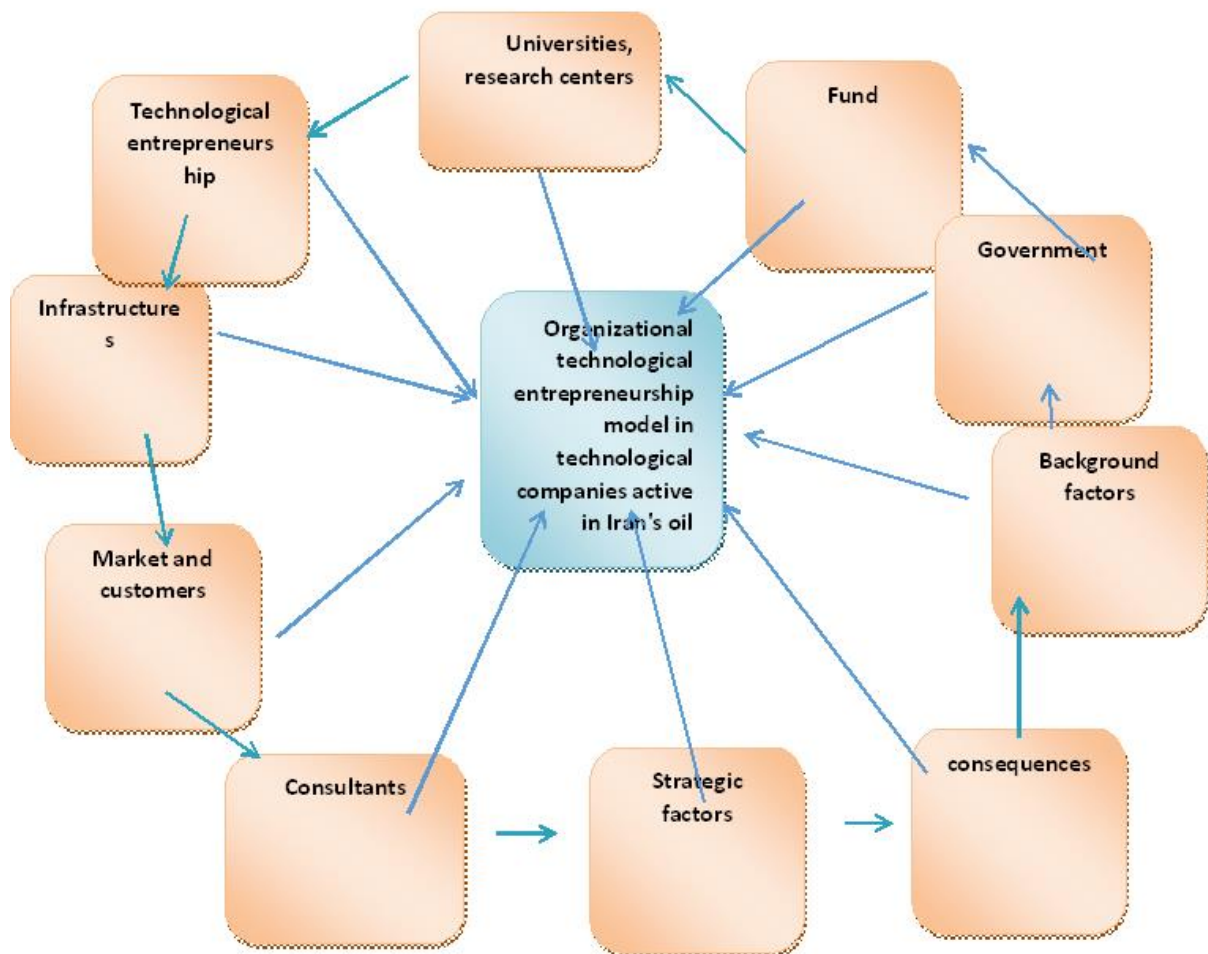 Universities,
research centers
Fund
Technological
entrepreneurs
hip
Government
Infrastructure
s
Organizational
technological
entrepreneurship
model in
technological
companies active
in Iran's oil
Background
factors
Market and
customers
Consultants
Strategic
factors
consequences